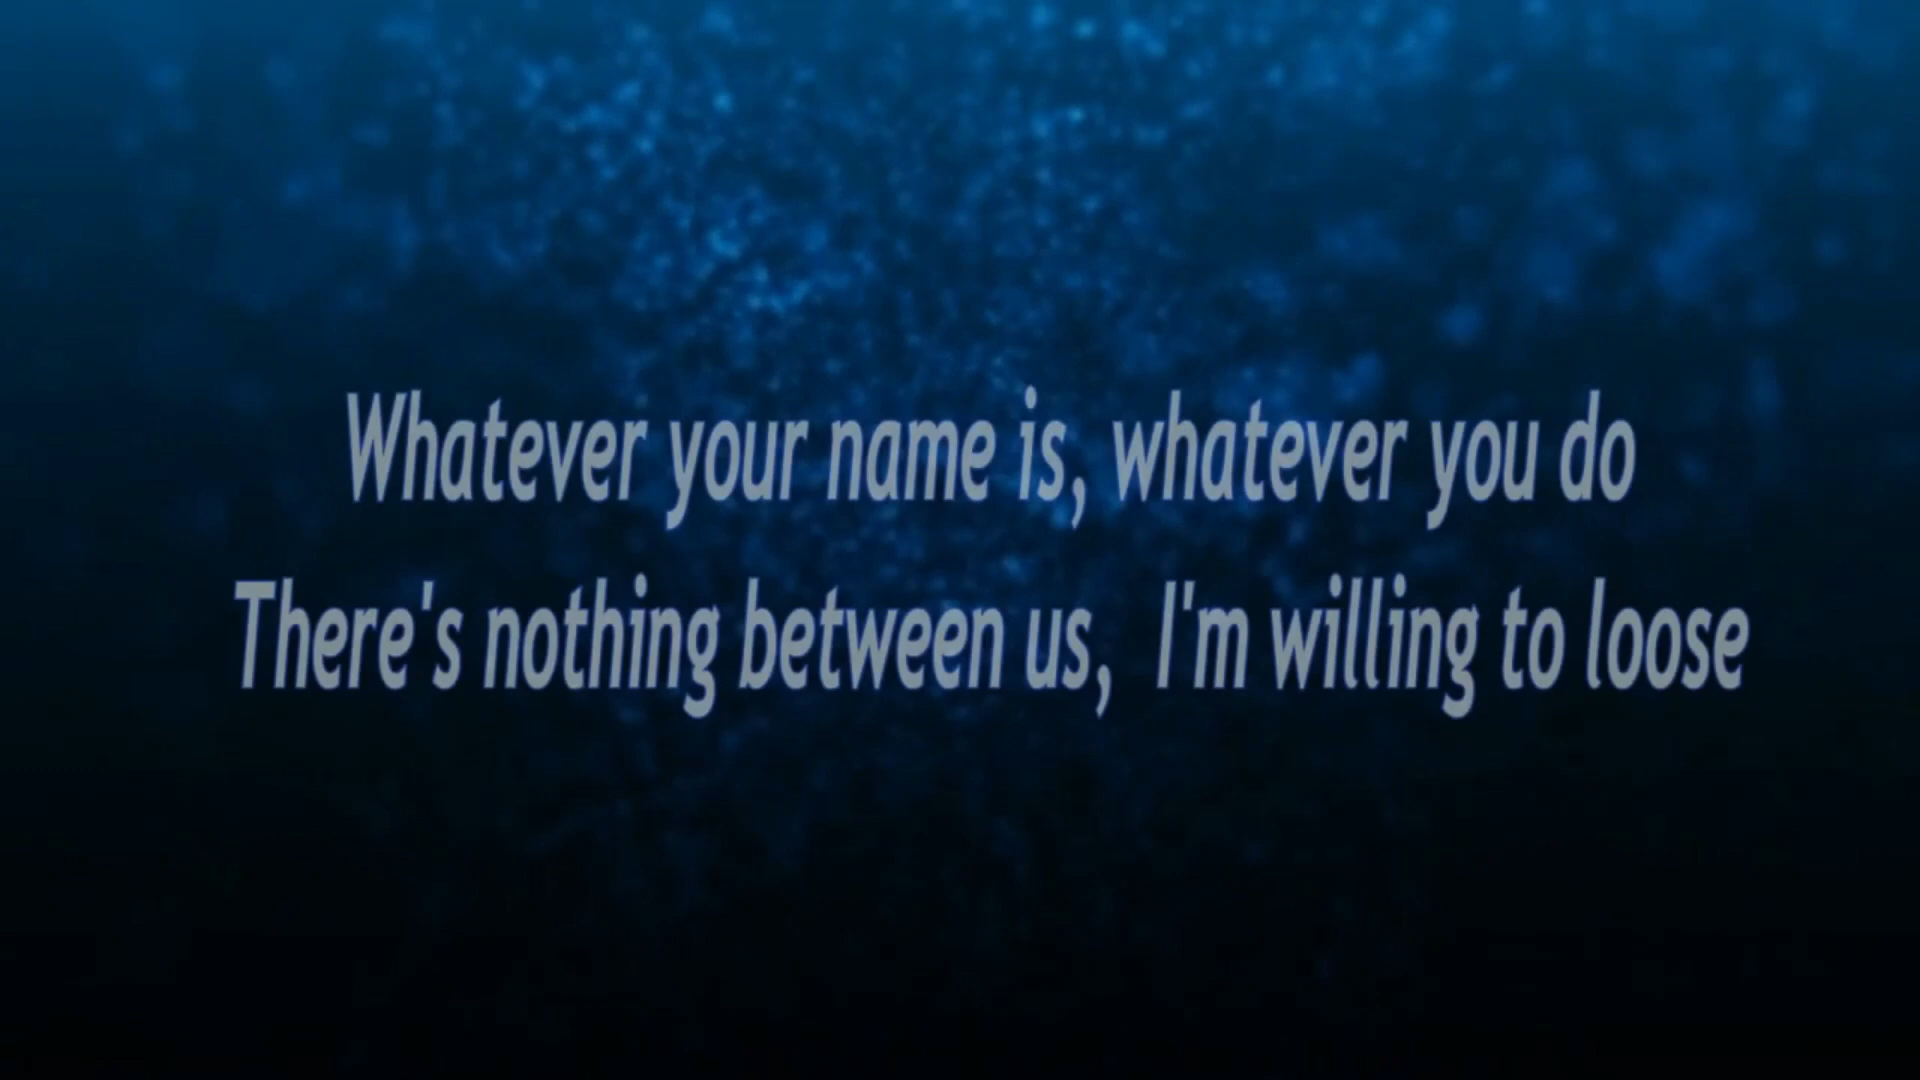 Whatever your name is, whatever you do
There's nothing between us, I'm willing to loose